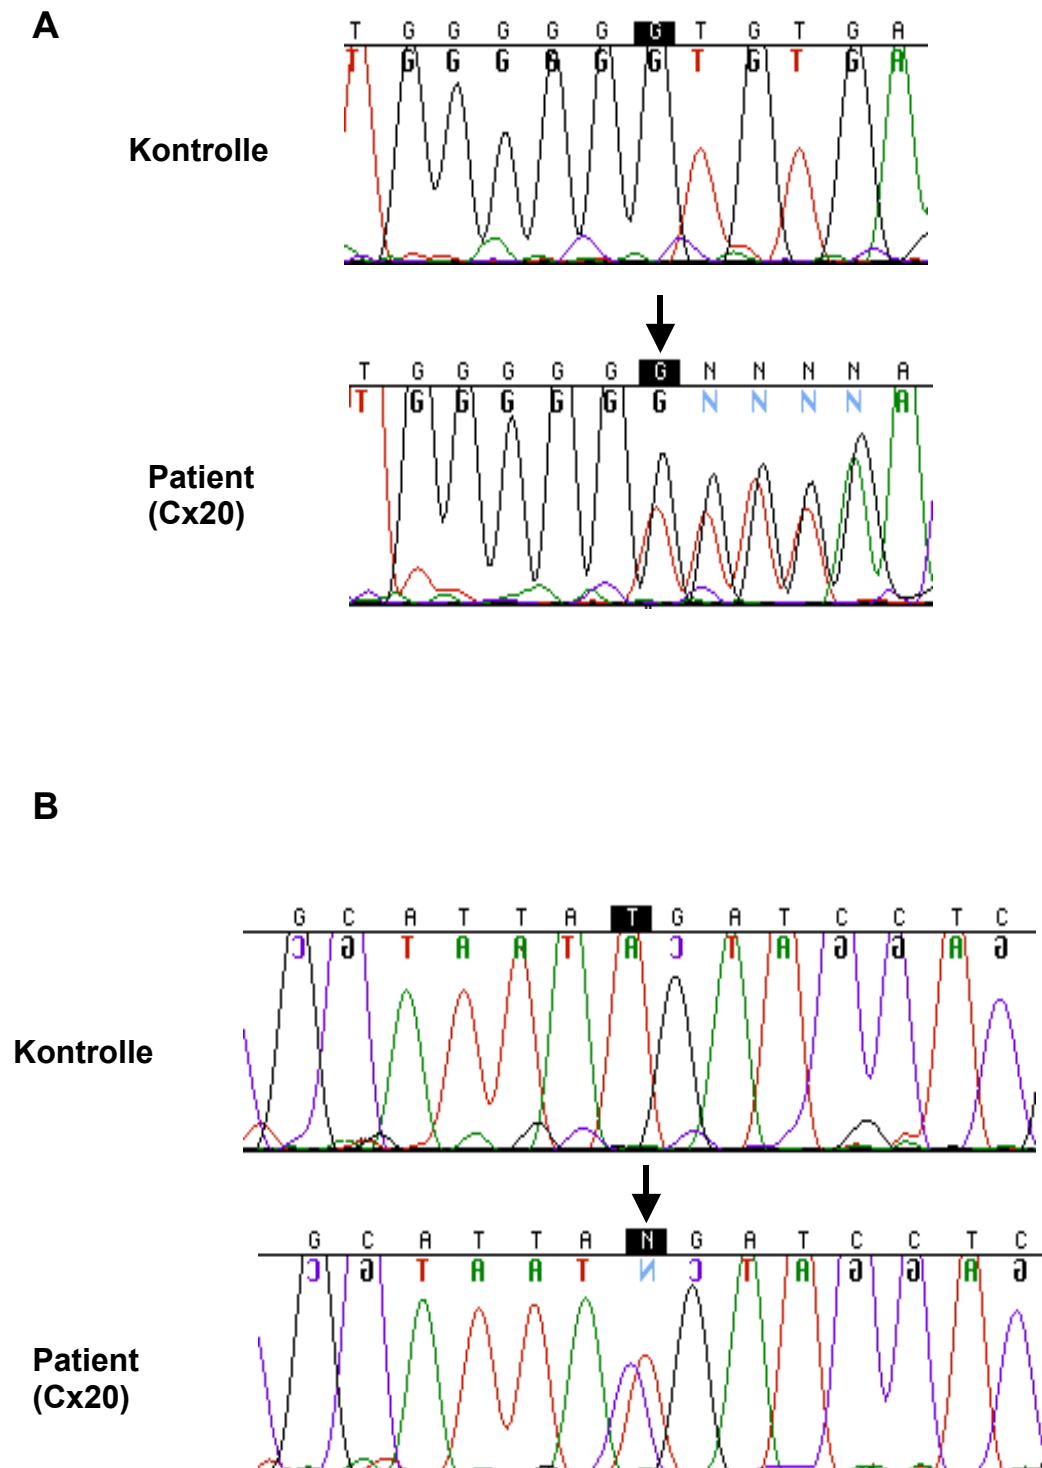 A
T G G G G G G T G T G A
T G G G G G G T G T G A
Kontrolle
T G G G G G G N N N N A
T G G G G G G N N N N A
Patient
(Cx20)
B
G C A T T A T G A T C C T C
C G T A A T A C T A G G A G
Kontrolle
G C A T T A N G A T C C T C
C G T A A T N C T A G G A G
Patient
(Cx20)